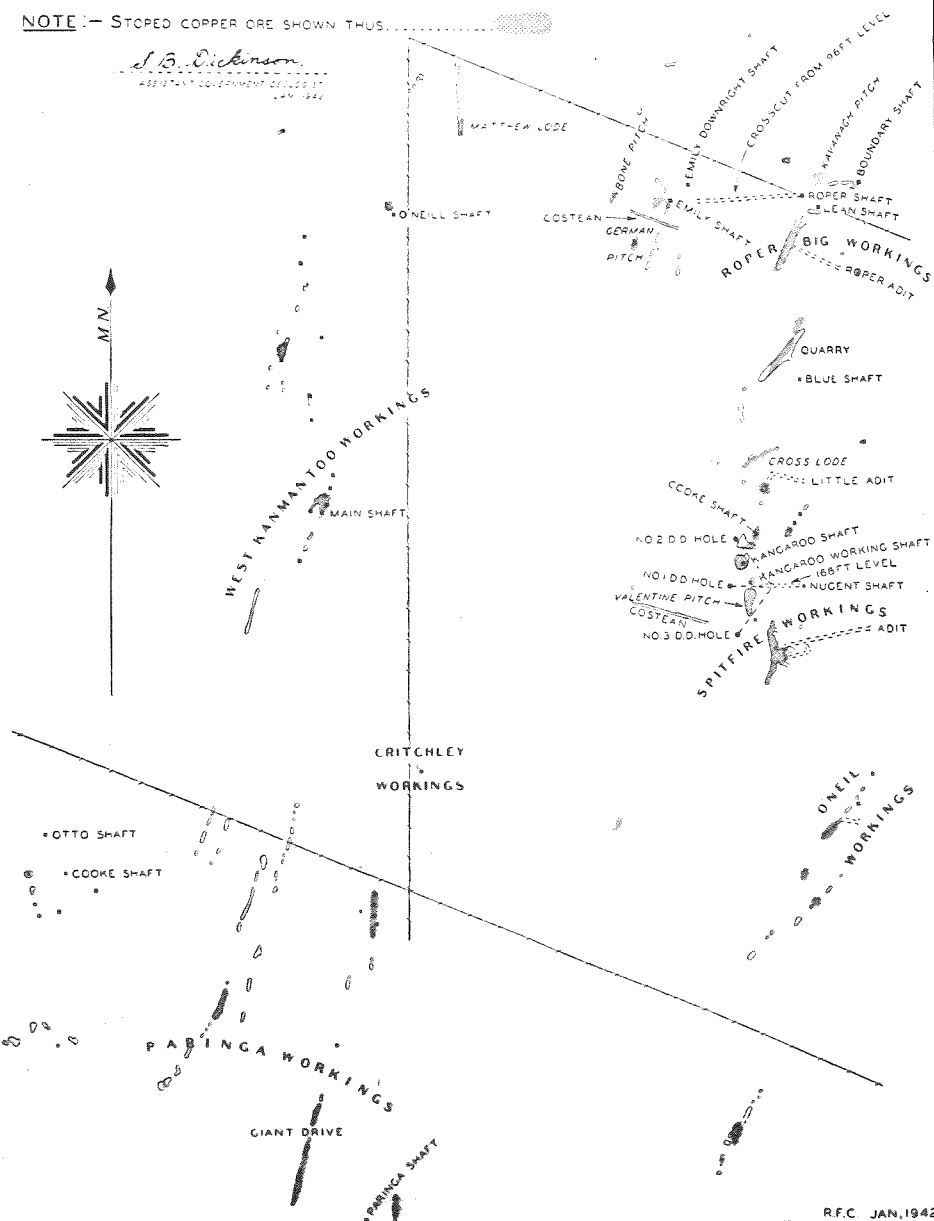 NOTE:- STOPED COPPER ORE SHOWN THUS
S. B. Dickinson.
ASSISTANT GOVERNMENT GEOLOGIST
JAN 1942
MATTHEW LODE
O'NEILL SHAFT
BONE PITCH
EMILY DOWNRIGHT SHAFT
CROSSCUT FROM 96FT LEVEL
KAVANAGH PITCH
BOUNDARY SHAFT
ROPER SHAFT
LEAN SHAFT
COSTEAN
EMILY SHAFT
GERMAN
PITCH
ROPER BIG WORKINGS
ROPER ADIT
MN
QUARRY
BLUE SHAFT
WEST KANMANTOO WORKINGS
MAIN SHAFT
CROSS LODE
LITTLE ADIT
COOKE SHAFT
NO 2 D D HOLE
KANGAROO SHAFT
KANGAROO WORKING SHAFT
168FT LEVEL
NO 1 D D HOLE
NUGENT SHAFT
VALENTINE PITCH
COSTEAN
NO. 3 D.D. HOLE
SPITFIRE WORKINGS
ADIT
CRITCHLEY
WORKINGS
ONEIL
WORKINGS
OTTO SHAFT
COOKE SHAFT
PARINGA WORKINGS
GIANT DRIVE
PARINGA SHAFT
R.F.C. JAN, 1942